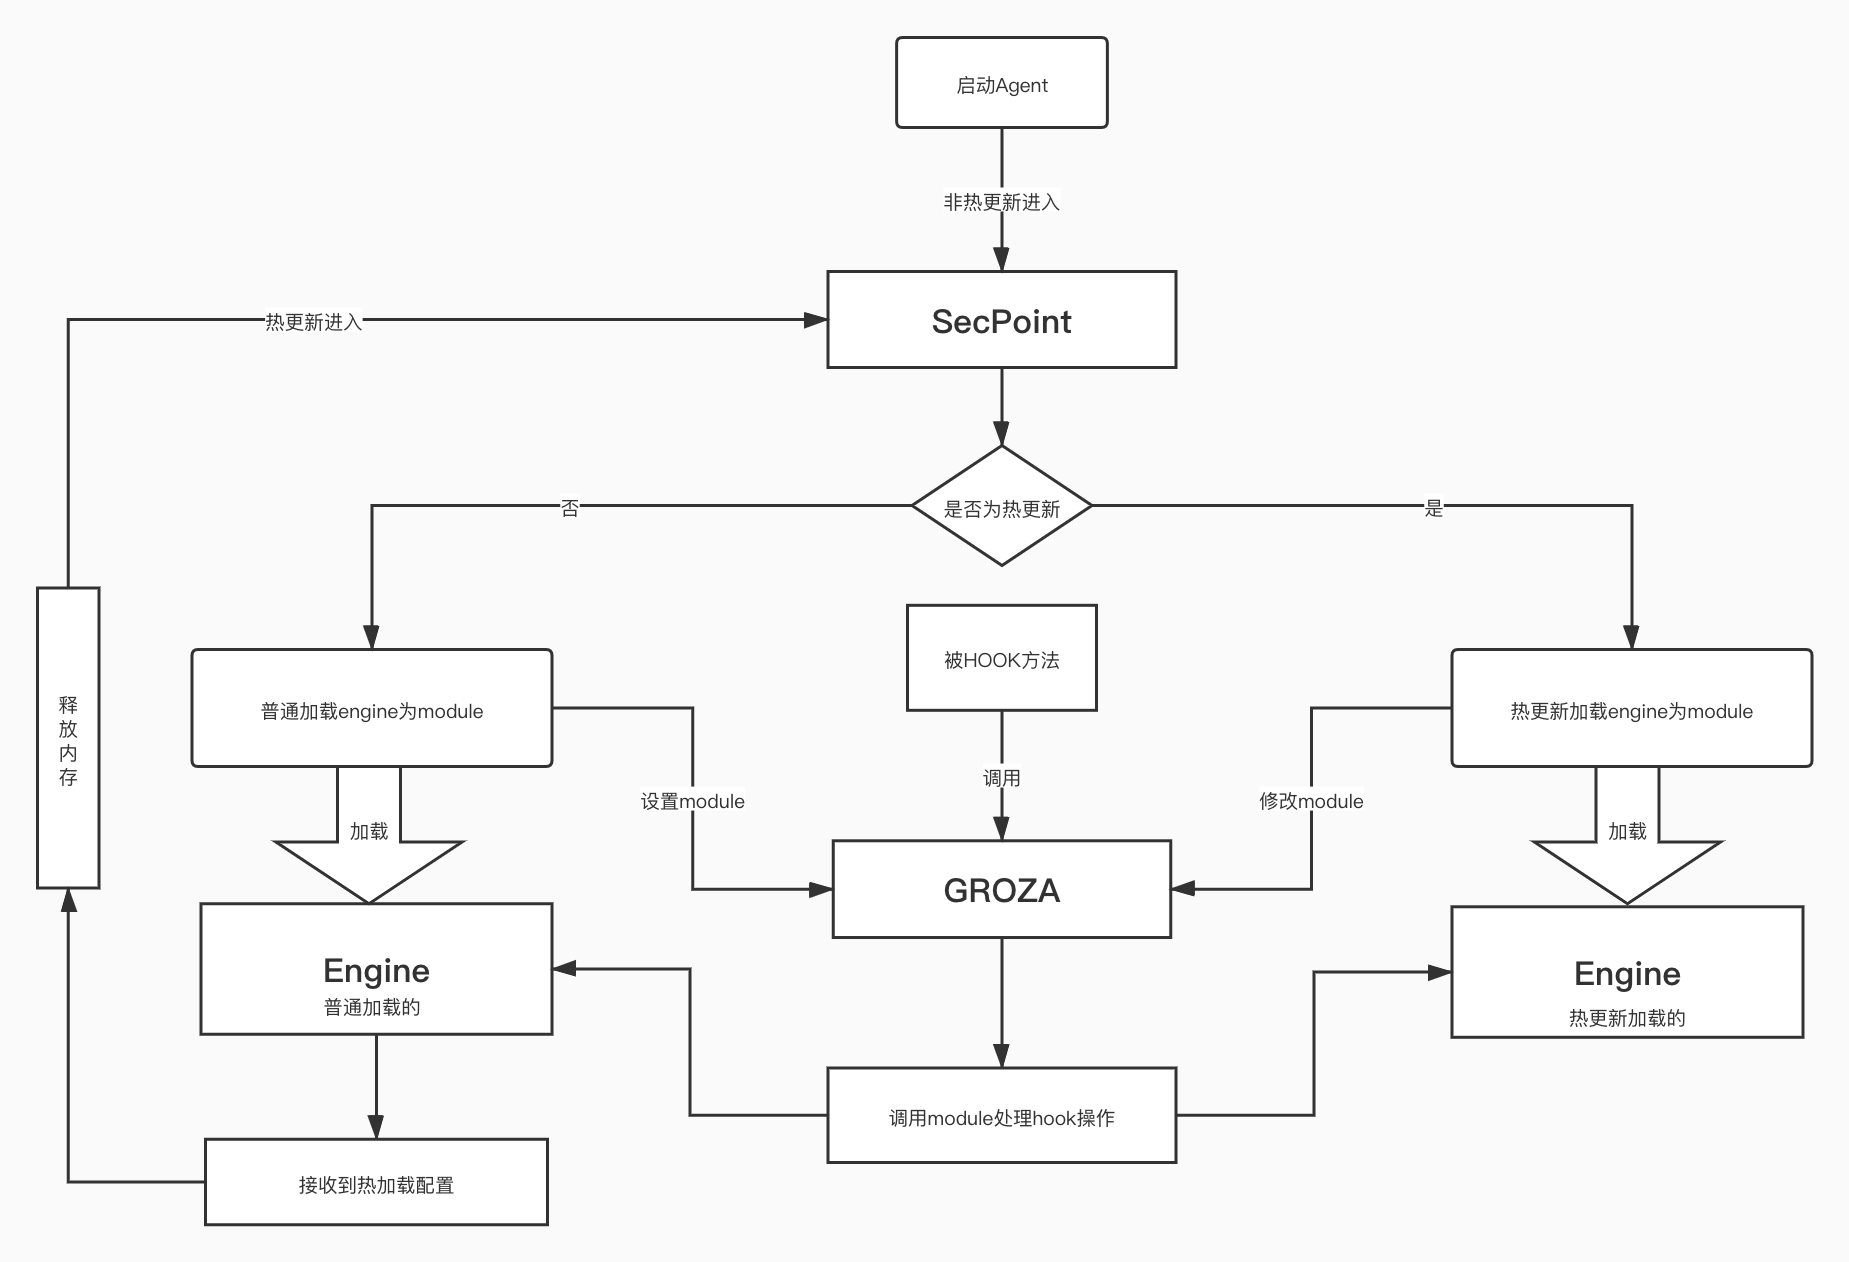 启动Agent
非热更新进入
SecPoint
热更新进入
是否为热更新
否
是
被HOOK方法
普通加载engine为module
热更新加载engine为module
释
放
内
存
调用
设置module
修改module
加载
加载
GROZA
Engine
普通加载的
Engine
热更新加载的
调用module处理hook操作
接收到热加载配置